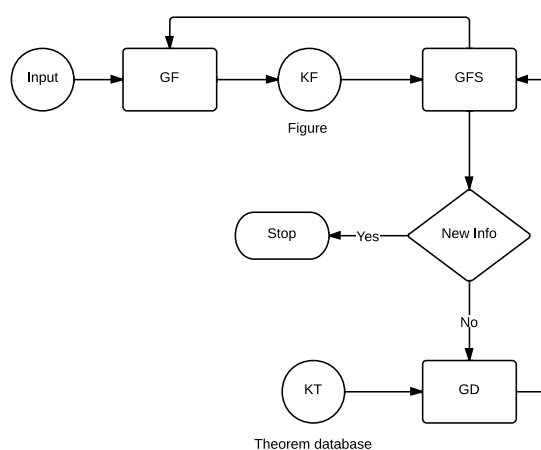 Input
GF
KF
GFS
Figure
Stop
Yes
New Info
No
KT
GD
Theorem database